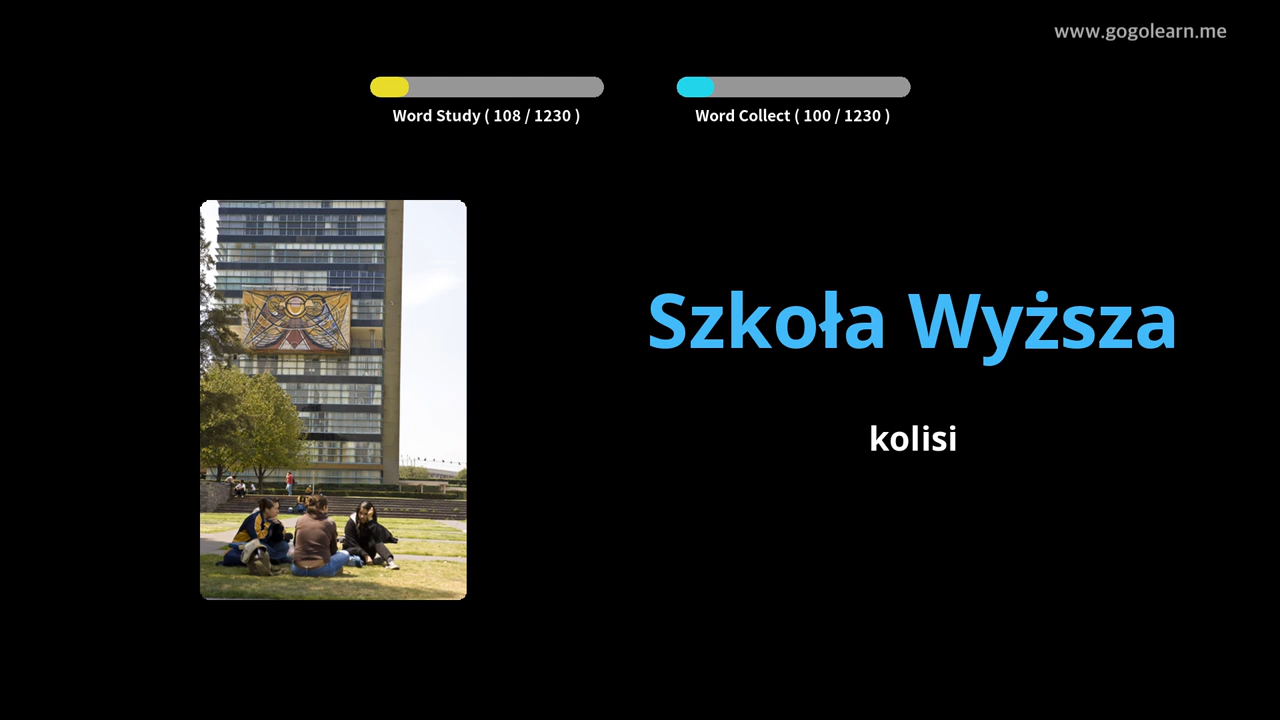 www.gogolearn.me
Word Study ( 108 / 1230 )
Word Collect ( 100 / 1230 )
Szkoła Wyższa
kolisi